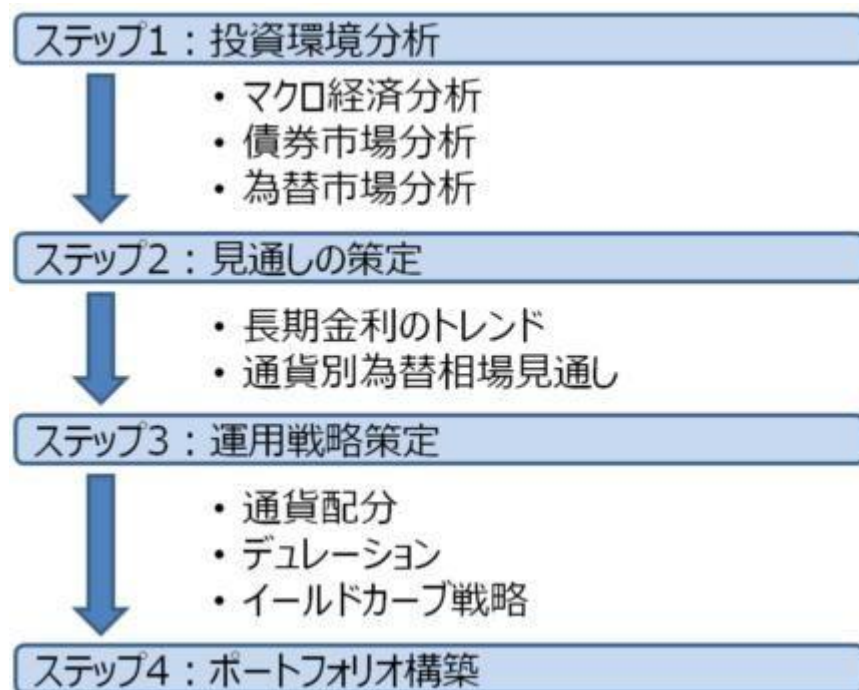 ステップ1：投資環境分析
・マクロ経済分析
・債券市場分析
・為替市場分析
ステップ2：見通しの策定
・長期金利のトレンド
・通貨別為替相場見通し
ステップ3：運用戦略策定
・通貨配分
・デュレーション
・イールドカーブ戦略
ステップ4：ポートフォリオ構築